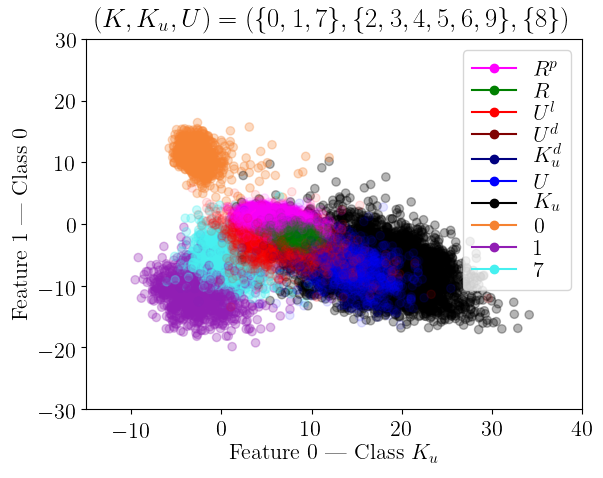 (K, K_u, U) = ({0, 1, 7}, {2, 3, 4, 5, 6, 9}, {8})
30
20
10
0
−10
−20
−30
Feature 1 — Class 0
R^p
R
U^l
U^d
K_u^d
U
K_u
0
1
7
−10
0
10
20
30
40
Feature 0 — Class K_u